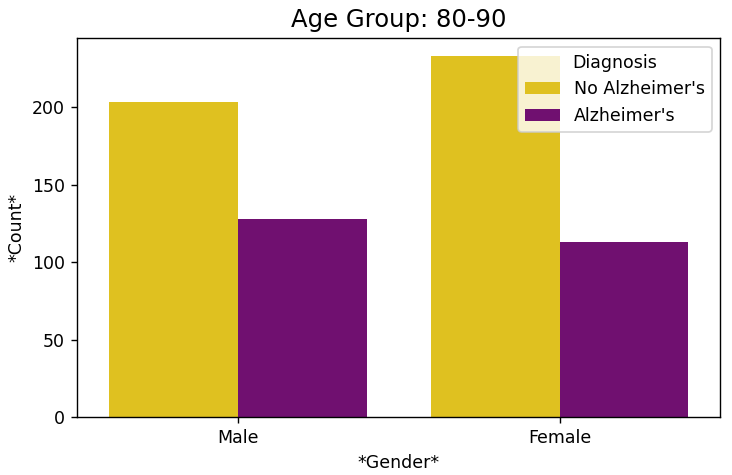 Age Group: 80-90
Diagnosis
No Alzheimer's
Alzheimer's
*Count*
200
150
100
50
0
Male Female
*Gender*